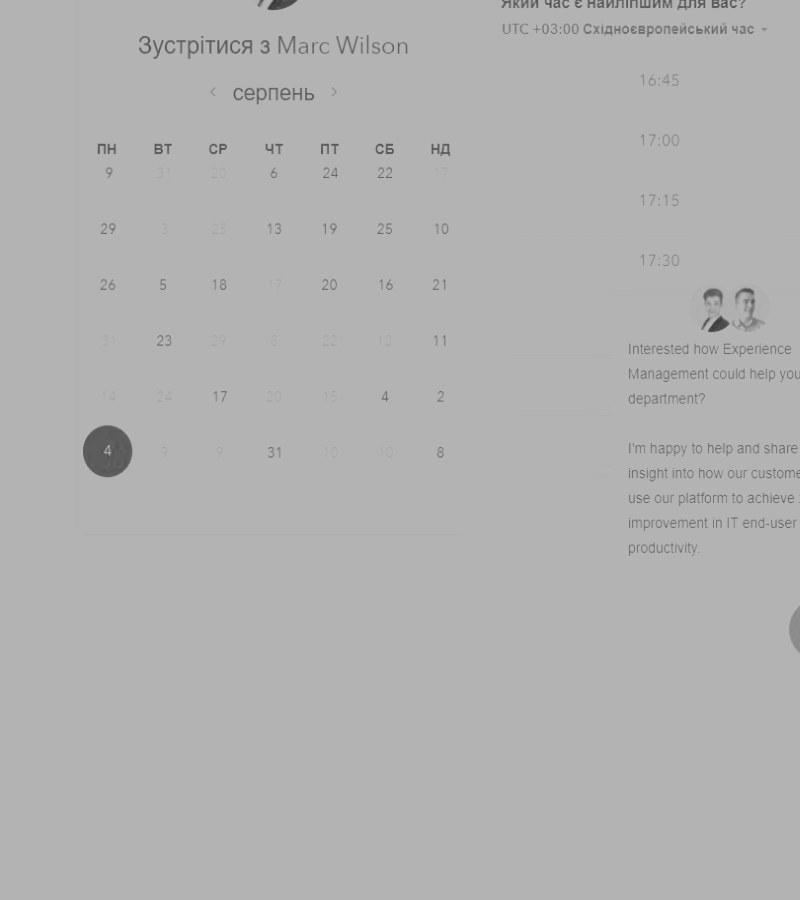 Який час є найліпшим для вас?
UTC +03:00 Східноєвропейський час
Зустрітися з Marc Wilson
серпень
ПН ВТ СР ЧТ ПТ СБ НД
9 31 20 6 24 22 17
29 3 25 13 19 25 10
26 5 18 17 20 16 21
31 23 29 8 22 12 11
14 24 17 20 15 4 2
4 9 9 31 10 10 8
16:45
17:00
17:15
17:30
Interested how Experience
Management could help you
department?
I'm happy to help and share
insight into how our custome
use our platform to achieve
improvement in IT end-user
productivity.